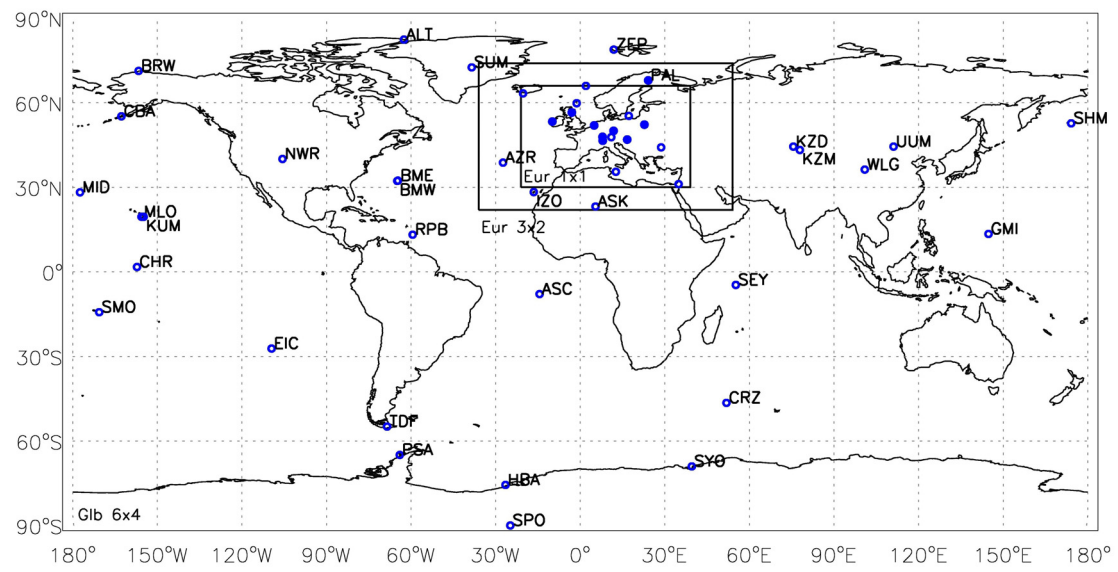 90°N
ALT
ZEP
BRW
SUM
PAL
60°N
CBA
SHM
NWR
AZR
KZD
KZM
UUM
WLG
BME
BMW
Eur 1x1
30°N
MID
IZO
ASK
MLO
KUM
RPB
Eur 3x2
GMI
CHR
0°
SEY
ASC
SMO
EIC
30°S
CRZ
TDF
60°S
PSA
SYO
HBA
Glb 6x4
SPO
90°S
180° 150°W 120°W 90°W 60°W 30°W 0° 30°E 60°E 90°E 120°E 150°E 180°